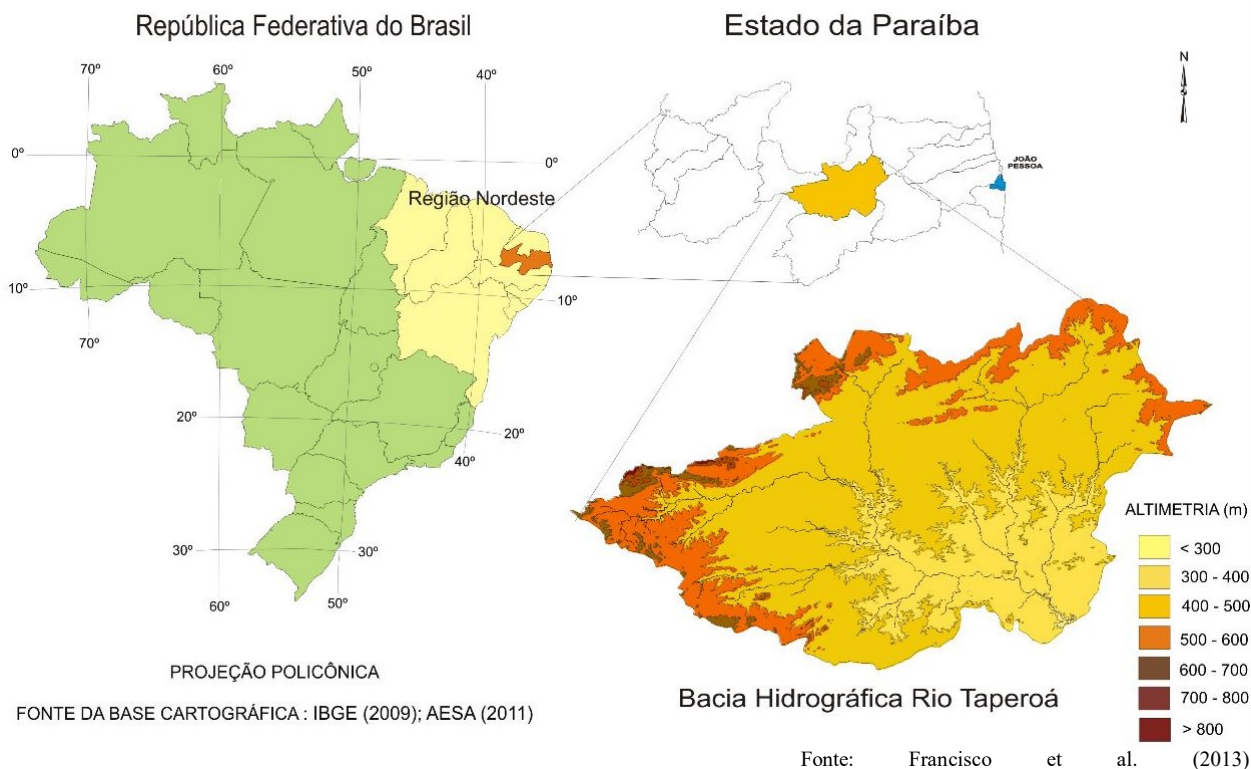 República Federativa do Brasil
70º
60º
50º
40º
0º
0º
Região Nordeste
10º
10º
70º
20º
20º
40º
30º
30º
60º
50º
PROJEÇÃO POLICÔNICA
FONTE DA BASE CARTOGRÁFICA : IBGE (2009); AESA (2011)
Estado da Paraíba
N
JOÃO
PESSOA
ALTIMETRIA (m)
< 300
300 - 400
400 - 500
500 - 600
600 - 700
700 - 800
> 800
Bacia Hidrográfica Rio Taperoá
Fonte: Francisco et al. (2013)